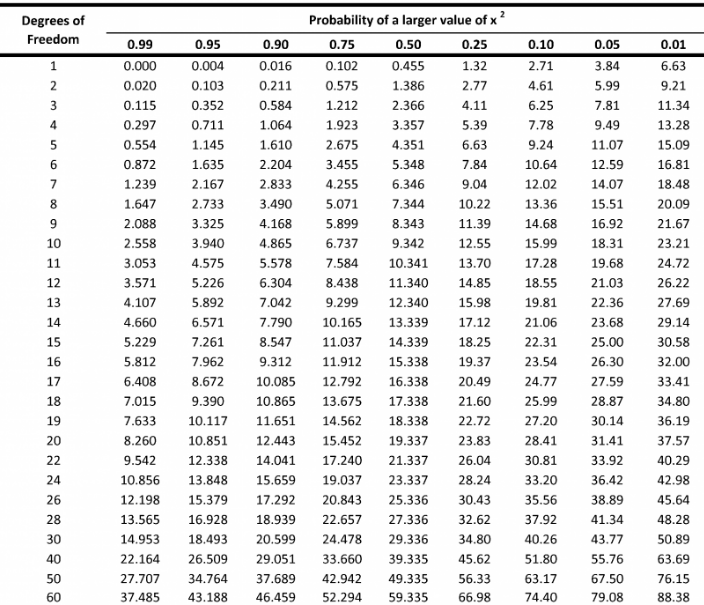 Degrees of Freedom Probability of a larger value of x 2
0.99 0.95 0.90 0.75 0.50 0.25 0.10 0.05 0.01
1 0.000 0.004 0.016 0.102 0.455 1.32 2.71 3.84 6.63
2 0.020 0.103 0.211 0.575 1.386 2.77 4.61 5.99 9.21
3 0.115 0.352 0.584 1.212 2.366 4.11 6.25 7.81 11.34
4 0.297 0.711 1.064 1.923 3.357 5.39 7.78 9.49 13.28
5 0.554 1.145 1.610 2.675 4.351 6.63 9.24 11.07 15.09
6 0.872 1.635 2.204 3.455 5.348 7.84 10.64 12.59 16.81
7 1.239 2.167 2.833 4.255 6.346 9.04 12.02 14.07 18.48
8 1.647 2.733 3.490 5.071 7.344 10.22 13.36 15.51 20.09
9 2.088 3.325 4.168 5.899 8.343 11.39 14.68 16.92 21.67
10 2.558 3.940 4.865 6.737 9.342 12.55 15.99 18.31 23.21
11 3.053 4.575 5.578 7.584 10.341 13.70 17.28 19.68 24.72
12 3.571 5.226 6.304 8.438 11.340 14.85 18.55 21.03 26.22
13 4.107 5.892 7.042 9.299 12.340 15.98 19.81 22.36 27.69
14 4.660 6.571 7.790 10.165 13.339 17.12 21.06 23.68 29.14
15 5.229 7.261 8.547 11.037 14.339 18.25 22.31 25.00 30.58
16 5.812 7.962 9.312 11.912 15.338 19.37 23.54 26.30 32.00
17 6.408 8.672 10.085 12.792 16.338 20.49 24.77 27.59 33.41
18 7.015 9.390 10.865 13.675 17.338 21.60 25.99 28.87 34.80
19 7.633 10.117 11.651 14.562 18.338 22.72 27.20 30.14 36.19
20 8.260 10.851 12.443 15.452 19.337 23.83 28.41 31.41 37.57
22 9.542 12.338 14.041 17.240 21.337 26.04 30.81 33.92 40.29
24 10.856 13.848 15.659 19.037 23.337 28.24 33.20 36.42 42.98
26 12.198 15.379 17.292 20.843 25.336 30.43 35.56 38.89 45.64
28 13.565 16.928 18.939 22.657 27.336 32.62 37.92 41.34 48.28
30 14.953 18.493 20.599 24.478 29.336 34.80 40.26 43.77 50.89
40 22.164 26.509 29.051 33.660 39.335 45.62 51.80 55.76 63.69
50 27.707 34.764 37.689 42.942 49.335 56.33 63.17 67.50 76.15
60 37.485 43.188 46.459 52.294 59.335 66.98 74.40 79.08 88.38